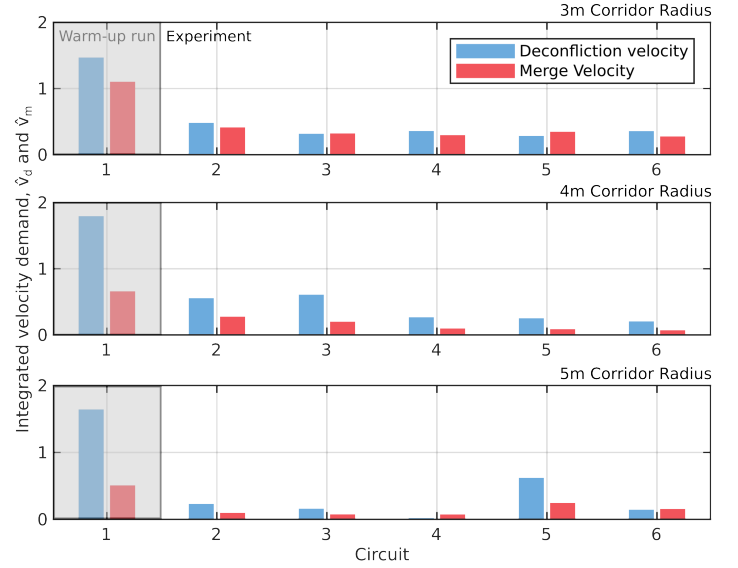 3m Corridor Radius
2
Warm-up run
Experiment
Deconfliction velocity
Merge Velocity
1
0
1 2 3 4 5 6
4m Corridor Radius
2
1
0
1 2 3 4 5 6
Integrated velocity demand, v̂d and v̂m
5m Corridor Radius
2
1
0
1 2 3 4 5 6
Circuit